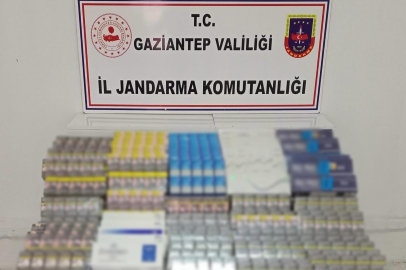 T.C.
GAZİANTEP VALİLİĞİ
İL JANDARMA KOMUTANLIĞI